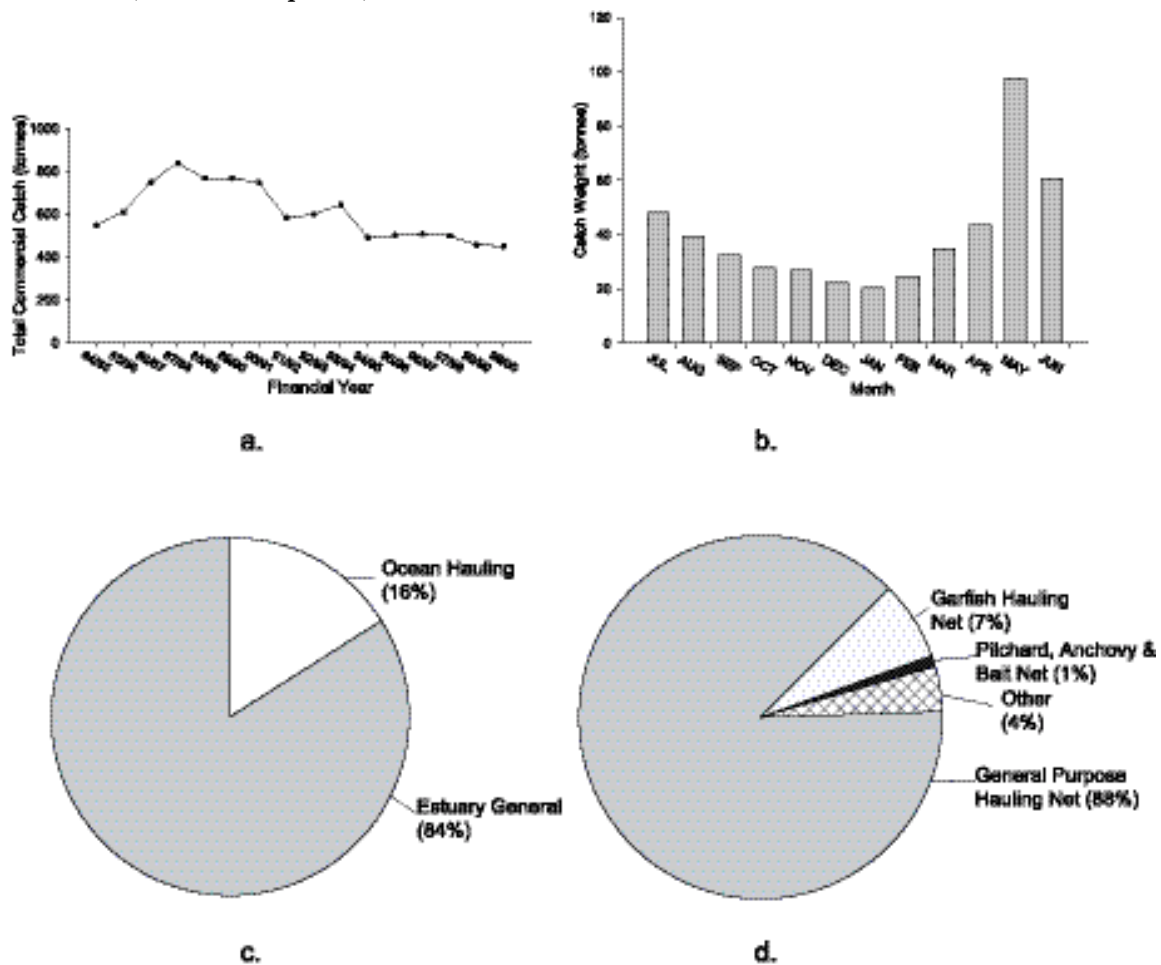 Total Commercial Catch (tonnes)
1000
800
600
400
200
0
Financial Year
a.
Catch Weight (tonnes)
120
100
80
60
40
20
0
JUL AUG SEP OCT NOV DEC JAN FEB MAR APR MAY JUN
Month
b.
Ocean Hauling
(16%)
Estuary General
(84%)
c.
Garfish Hauling
Net (7%)
Pilchard, Anchovy &
Bait Net (1%)
Other
(4%)
General Purpose
Hauling Net (88%)
d.